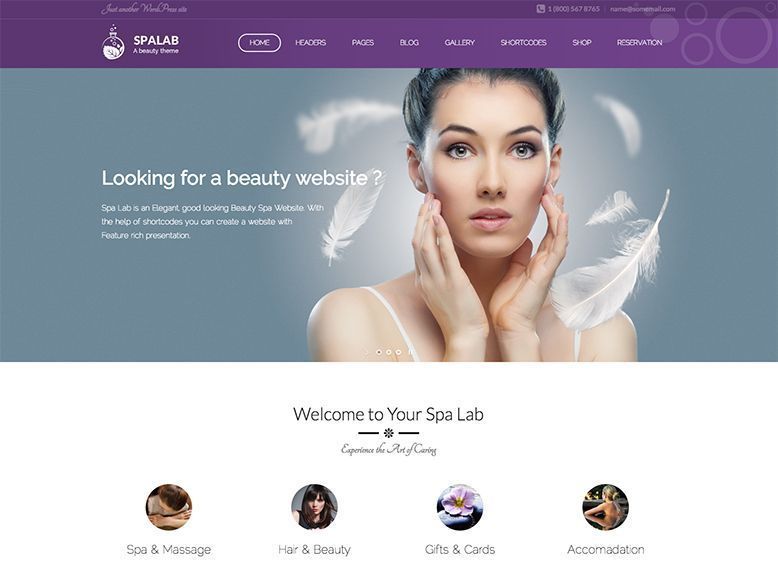 Just another WordPress site
1 (800) 567 8765 | name@somemail.com
SPALAB
A beauty theme
HOME HEADERS PAGES BLOG GALLERY SHORTCODES SHOP RESERVATION
Looking for a beauty website ?
Spa Lab is an Elegant, good looking Beauty Spa Website. With
the help of shortcodes you can create a website with
Feature rich presentation.
Welcome to Your Spa Lab
Experience the Art of Caring
Spa & Massage Hair & Beauty Gifts & Cards Accomadation